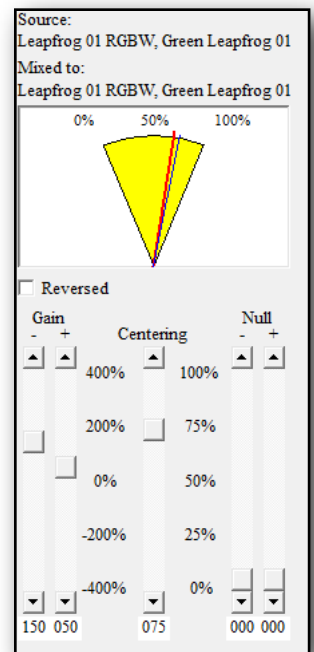 Source:
Leapfrog 01 RGBW, Green Leapfrog 01
Mixed to:
Leapfrog 01 RGBW, Green Leapfrog 01
0% 50% 100%
Reversed
Gain Null
- + Centering - +
400% 100%
200% 75%
0% 50%
-200% 25%
-400% 0%
150 050 075 000 000